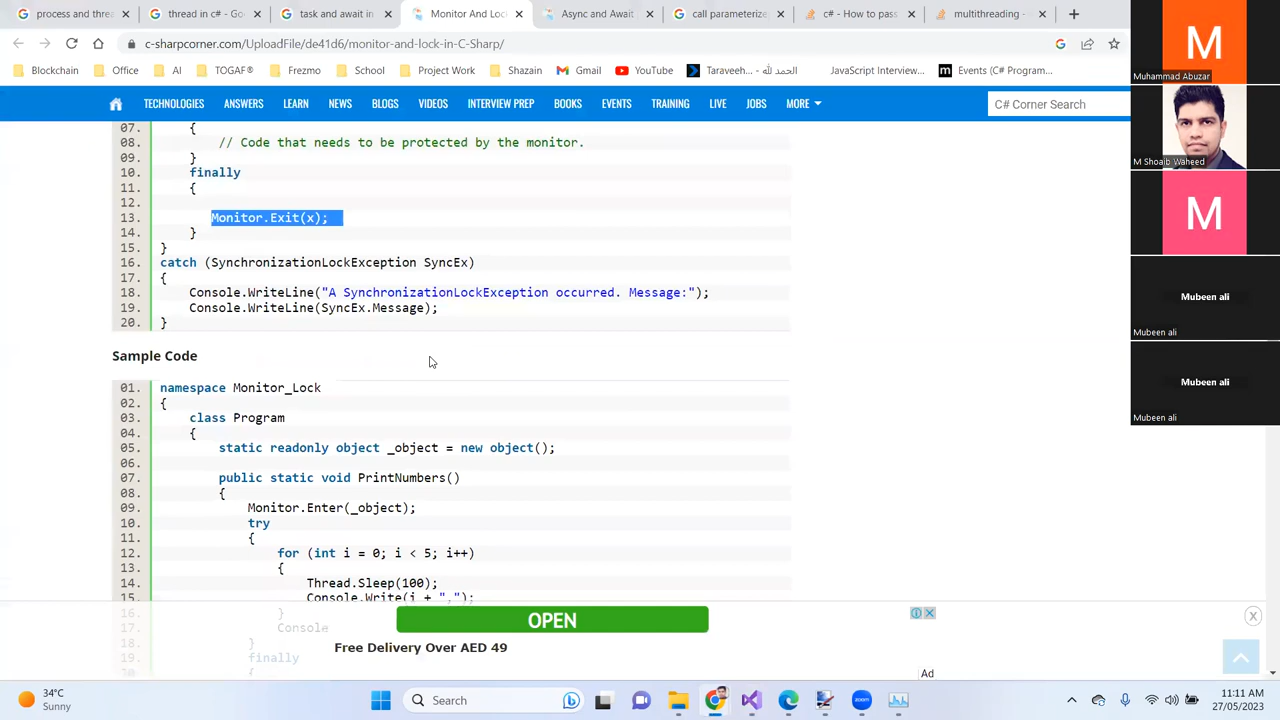 process and thre
thread in c# - Go
task and await in
Monitor And Lock
Async and Await
call parameterize
c# - How to pass
multithreading -
c-sharpcorner.com/UploadFile/de41d6/monitor-and-lock-in-C-Sharp/
Blockchain
Office
AI
TOGAF®
Frezmo
School
Project Work
Shazain
Gmail
YouTube
Taraveeh... الحمد لله
JavaScript Interview...
Events (C# Program...
TECHNOLOGIES
ANSWERS
LEARN
NEWS
BLOGS
VIDEOS
INTERVIEW PREP
BOOKS
EVENTS
TRAINING
LIVE
JOBS
MORE
C# Corner Search
07. {
08. // Code that needs to be protected by the monitor.
09. }
10. finally
11. {
12.
13. Monitor.Exit(x);
14. }
15. }
16. catch (SynchronizationLockException SyncEx)
17. {
18. Console.WriteLine("A SynchronizationLockException occurred. Message:");
19. Console.WriteLine(SyncEx.Message);
20. }
Sample Code
01. namespace Monitor_Lock
02. {
03. class Program
04. {
05. static readonly object _object = new object();
06.
07. public static void PrintNumbers()
08. {
09. Monitor.Enter(_object);
10. try
11. {
12. for (int i = 0; i < 5; i++)
13. {
14. Thread.Sleep(100);
15. Console.Write(i + ",");
16. }
17. Console
18. }
19. finally
20. {
OPEN
Free Delivery Over AED 49
Ad
M
Muhammad Abuzar
M Shoaib Waheed
M
Mubeen ali
Mubeen ali
Mubeen ali
Mubeen ali
34°C
Sunny
Search
11:11 AM
27/05/2023